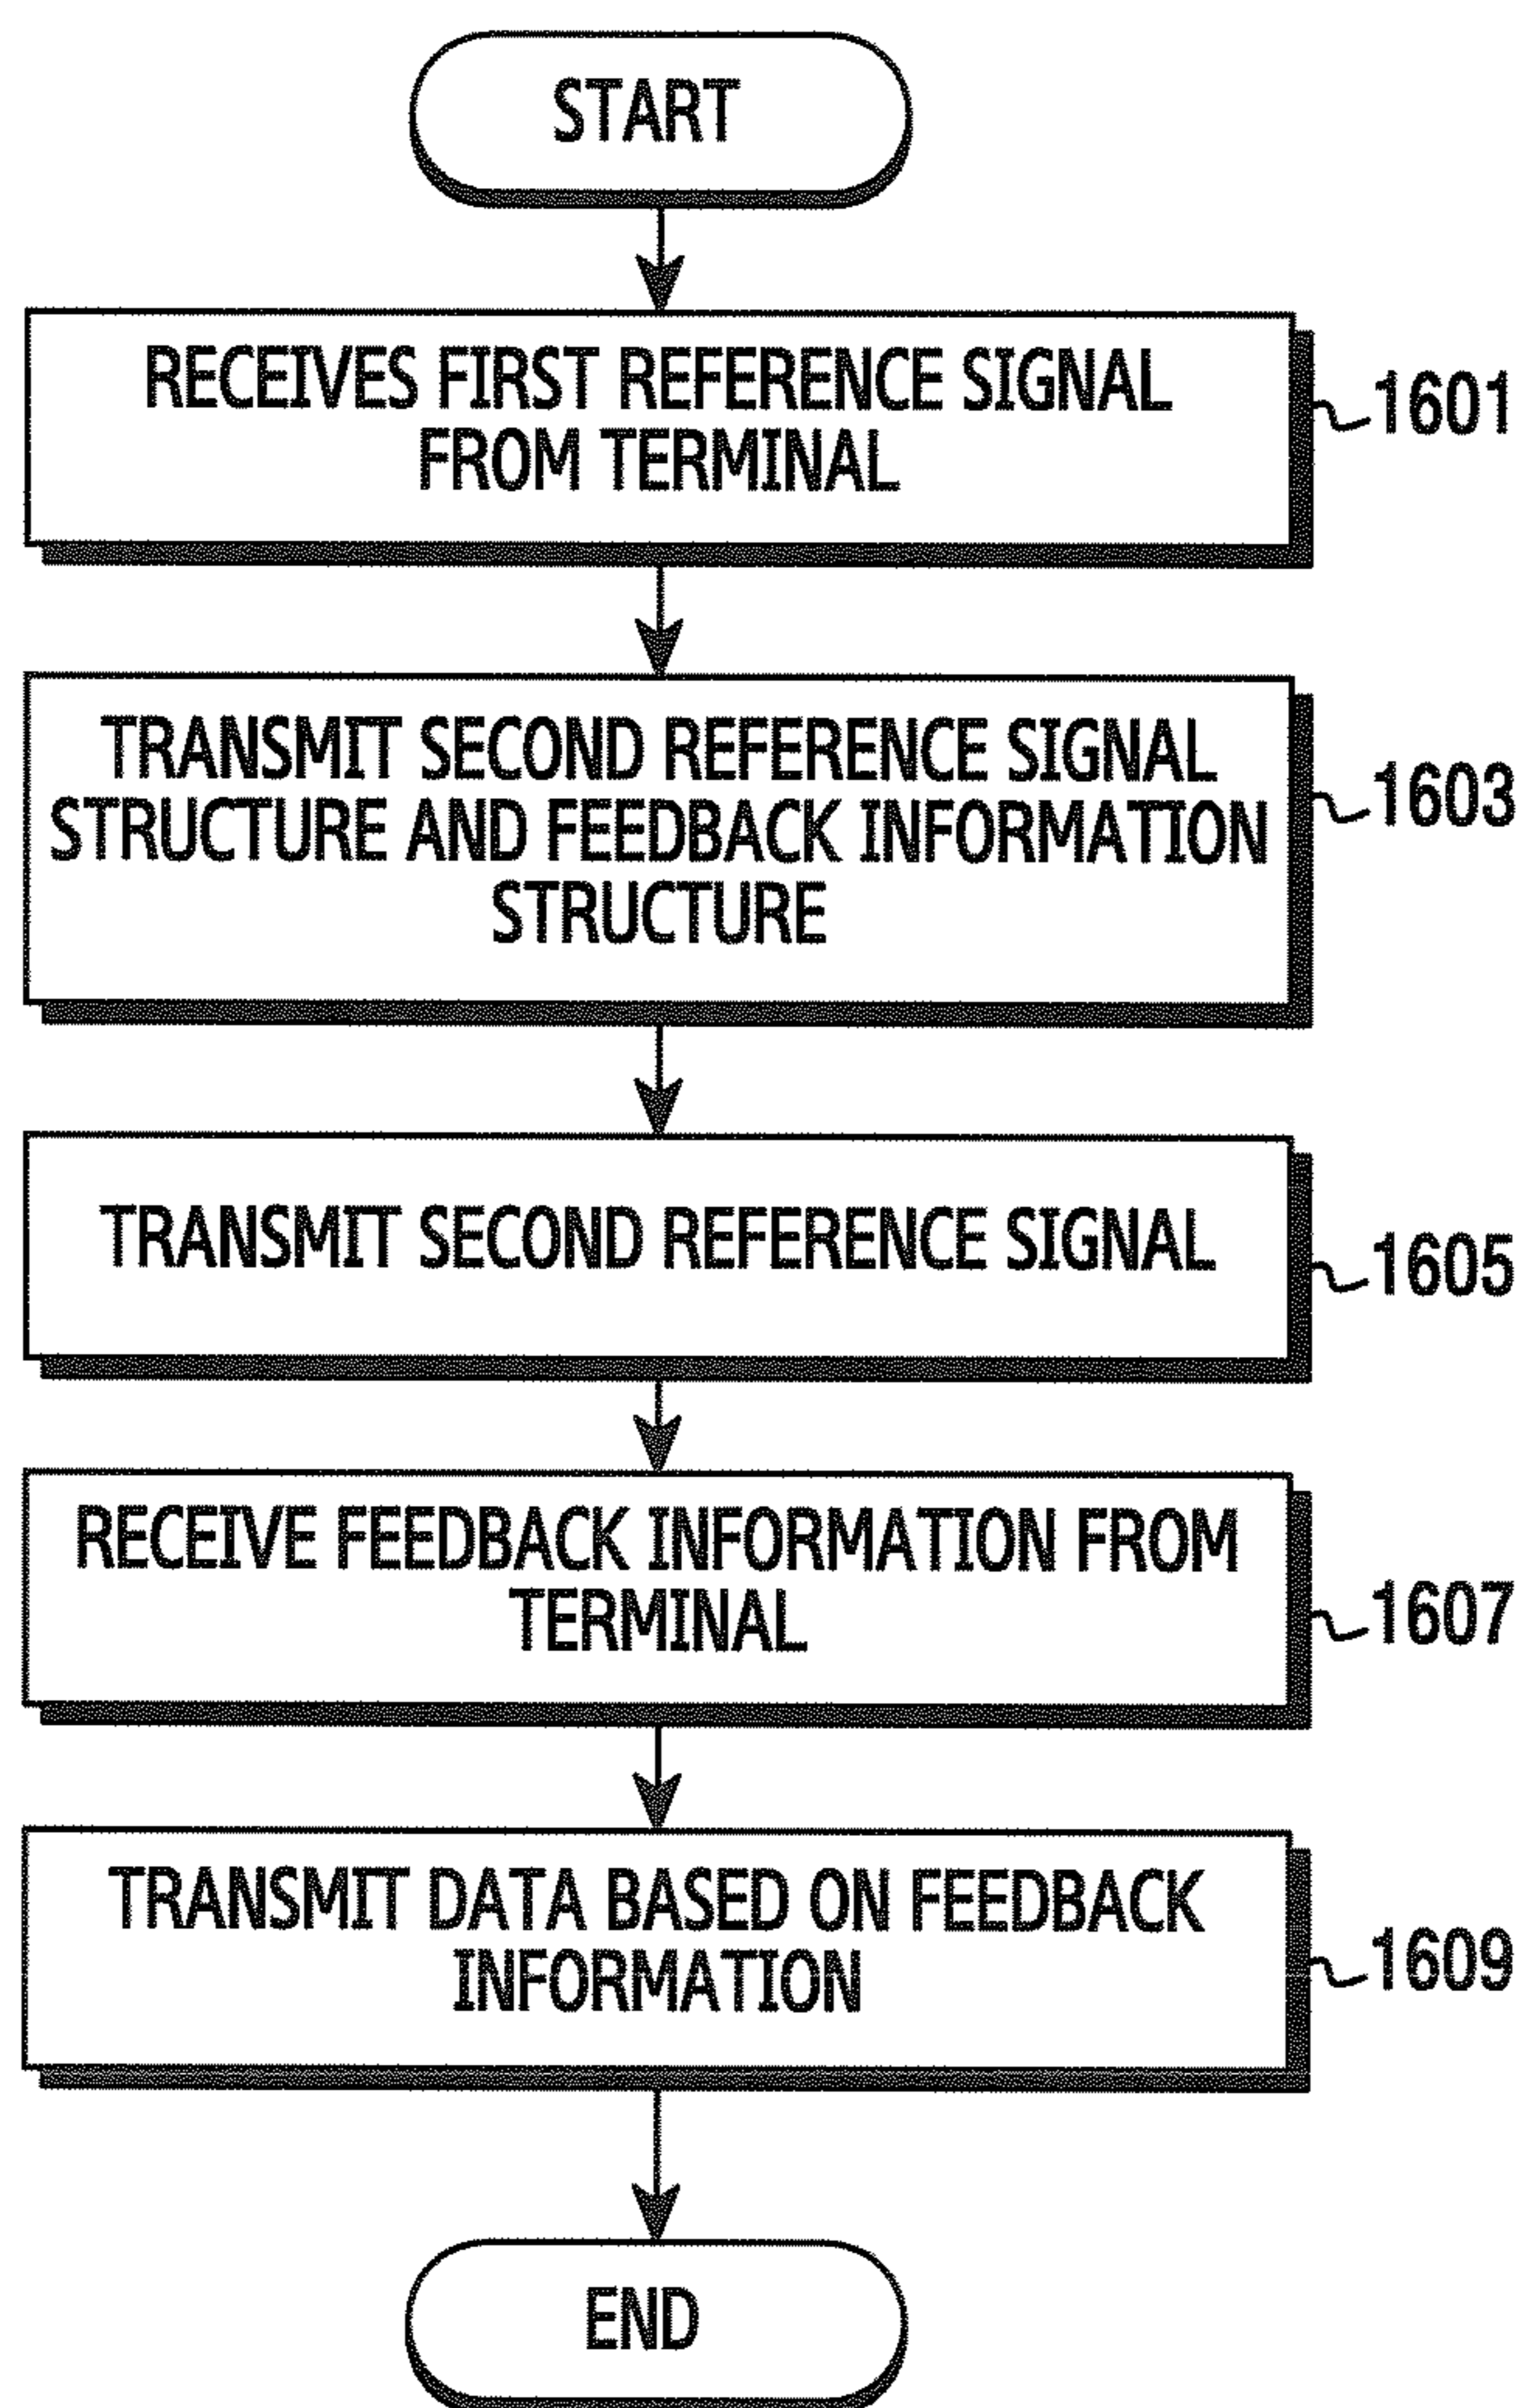 START
RECEIVES FIRST REFERENCE SIGNAL
FROM TERMINAL
1601
TRANSMIT SECOND REFERENCE SIGNAL
STRUCTURE AND FEEDBACK INFORMATION
STRUCTURE
1603
TRANSMIT SECOND REFERENCE SIGNAL
1605
RECEIVE FEEDBACK INFORMATION FROM
TERMINAL
1607
TRANSMIT DATA BASED ON FEEDBACK
INFORMATION
1609
END